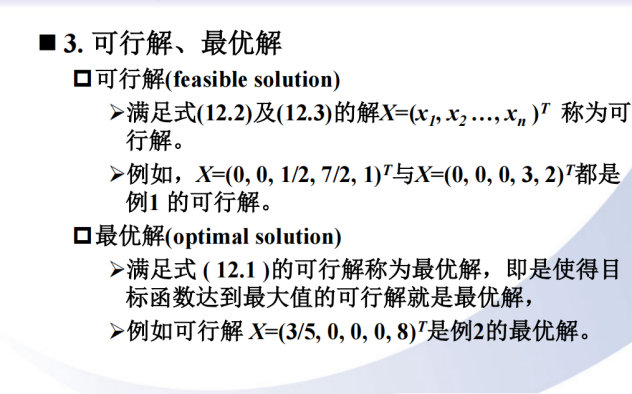 ■ 3. 可行解、最优解
❑可行解(feasible solution)
➢满足式(12.2)及(12.3)的解X=(x₁, x₂ …, xₙ )ᵀ 称为可
行解。
➢例如，X=(0, 0, 1/2, 7/2, 1)ᵀ与X=(0, 0, 0, 3, 2)ᵀ都是
例1 的可行解。
❑最优解(optimal solution)
➢满足式 ( 12.1 )的可行解称为最优解，即是使得目
标函数达到最大值的可行解就是最优解，
➢例如可行解 X=(3/5, 0, 0, 0, 8)ᵀ是例2的最优解。